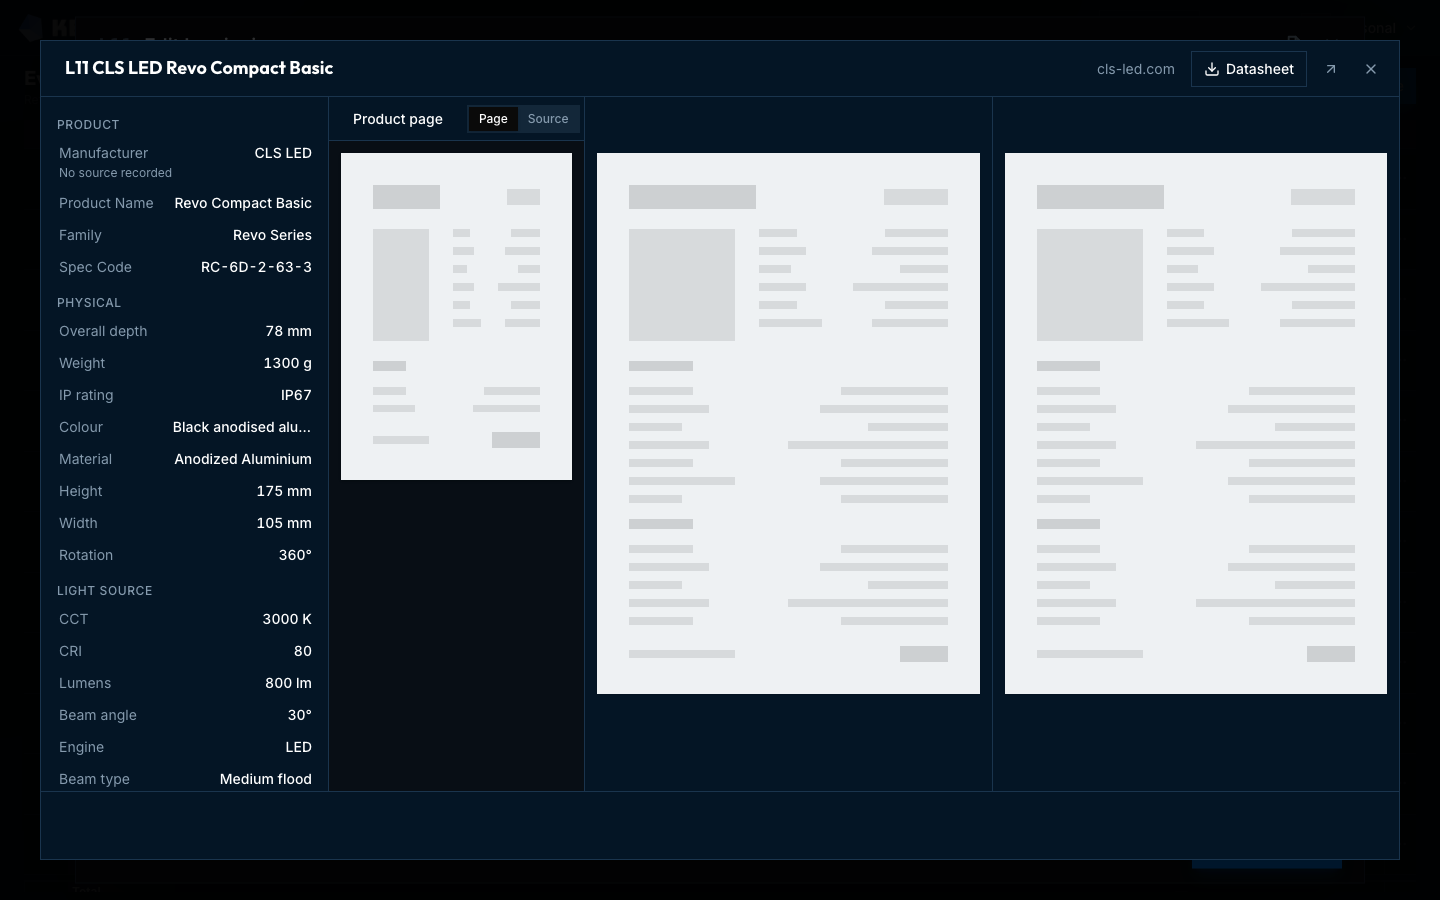 L11 CLS LED Revo Compact Basic
cls-led.com
Datasheet
PRODUCT
Manufacturer CLS LED
No source recorded
Product Name Revo Compact Basic
Family Revo Series
Spec Code RC-6D-2-63-3
PHYSICAL
Overall depth 78 mm
Weight 1300 g
IP rating IP67
Colour Black anodised alu...
Material Anodized Aluminium
Height 175 mm
Width 105 mm
Rotation 360°
LIGHT SOURCE
CCT 3000 K
CRI 80
Lumens 800 lm
Beam angle 30°
Engine LED
Beam type Medium flood
Product page
Page Source